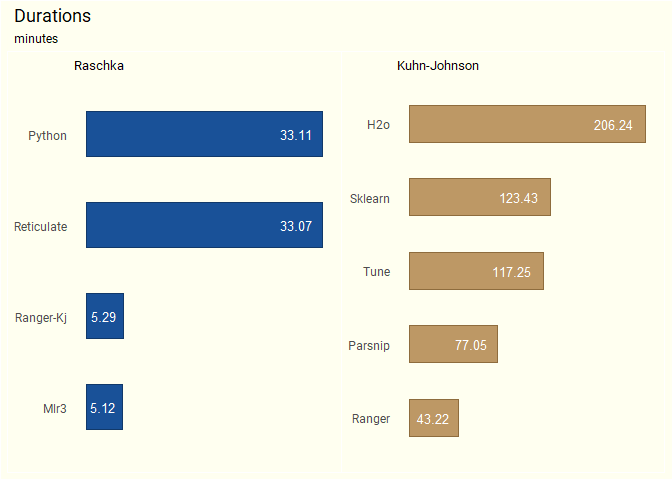 Durations
minutes
Raschka
Python 33.11
Reticulate 33.07
Ranger-Kj 5.29
Mlr3 5.12
Kuhn-Johnson
H2o 206.24
Sklearn 123.43
Tune 117.25
Parsnip 77.05
Ranger 43.22